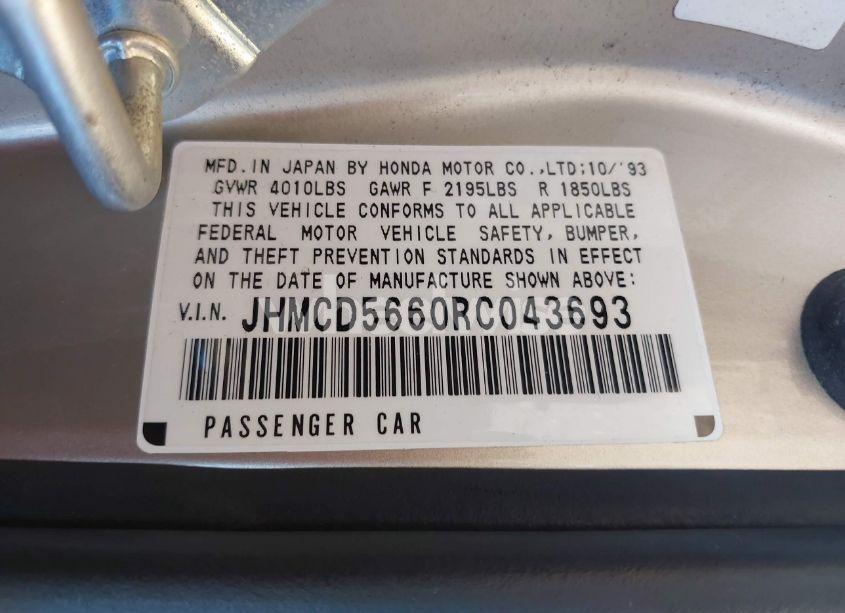 MFD.IN JAPAN BY HONDA MOTOR CO.,LTD;10/'93
GVWR 4010LBS GAWR F 2195LBS R 1850LBS
THIS VEHICLE CONFORMS TO ALL APPLICABLE
FEDERAL MOTOR VEHICLE SAFETY, BUMPER,
AND THEFT PREVENTION STANDARDS IN EFFECT
ON THE DATE OF MANUFACTURE SHOWN ABOVE:
V.I.N. JHMCD5660RC043693
PASSENGER CAR